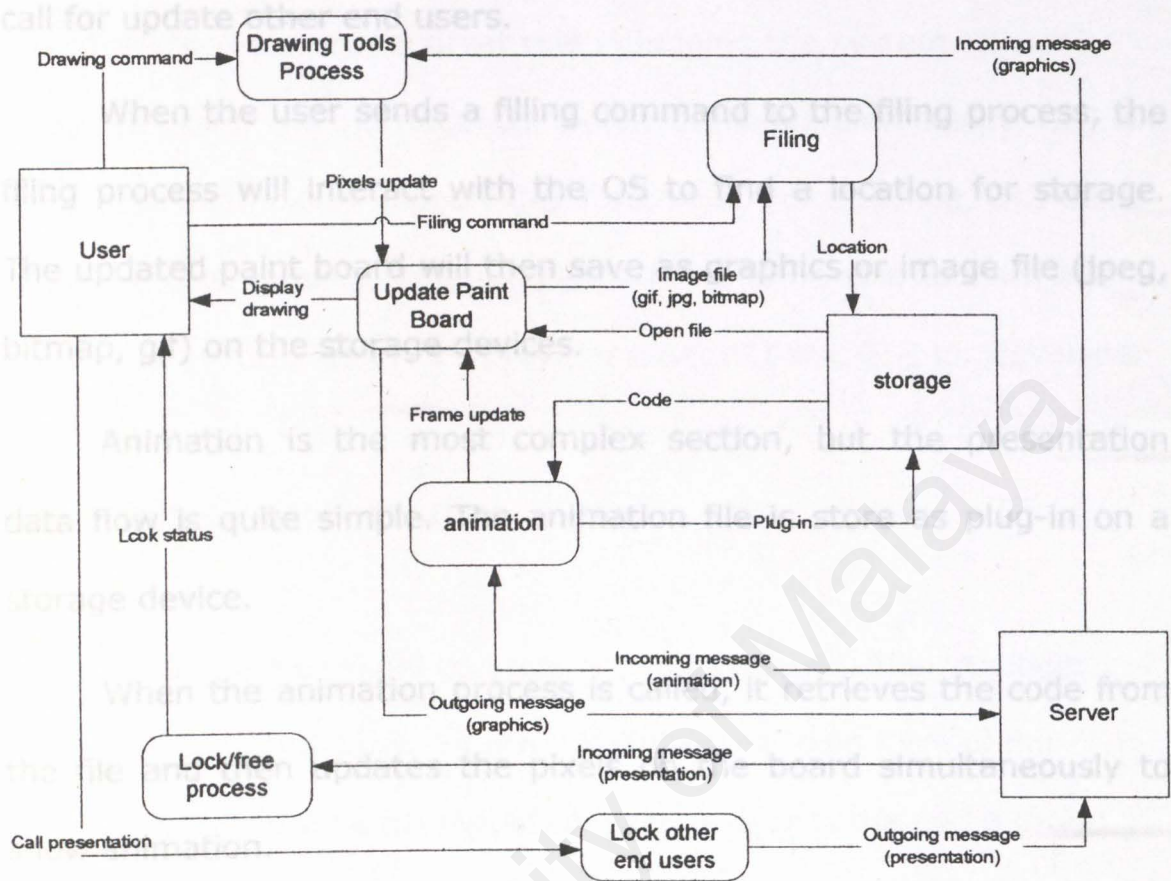 call for update other end users.
Drawing Tools
Process
Drawing command
Incoming message
(graphics)
When the user sends a filling command to the filing process, the
Filing
Pixels update
filing process will interact with the OS to find a location for storage.
Filing command
User
Location
The updated paint board will then save as graphics or image file (jpeg,
Display
drawing
Update Paint
Board
Image file
(gif, jpg, bitmap)
Open file
bitmap, gif) on the storage devices.
storage
Code
Frame update
Animation is the most complex section, but the presentation
animation
Plug-in
data flow is quite simple. The animation file is store as plug-in on a
Lcok status
storage device.
Incoming message
(animation)
When the animation process is called, it retrieves the code from
Outgoing message
(graphics)
Server
Lock/free
process
Incoming message
(presentation)
the file and then updates the pixels on the board simultaneously to
Call presentation
animation.
Lock other
end users
Outgoing message
(presentation)
of Malaya